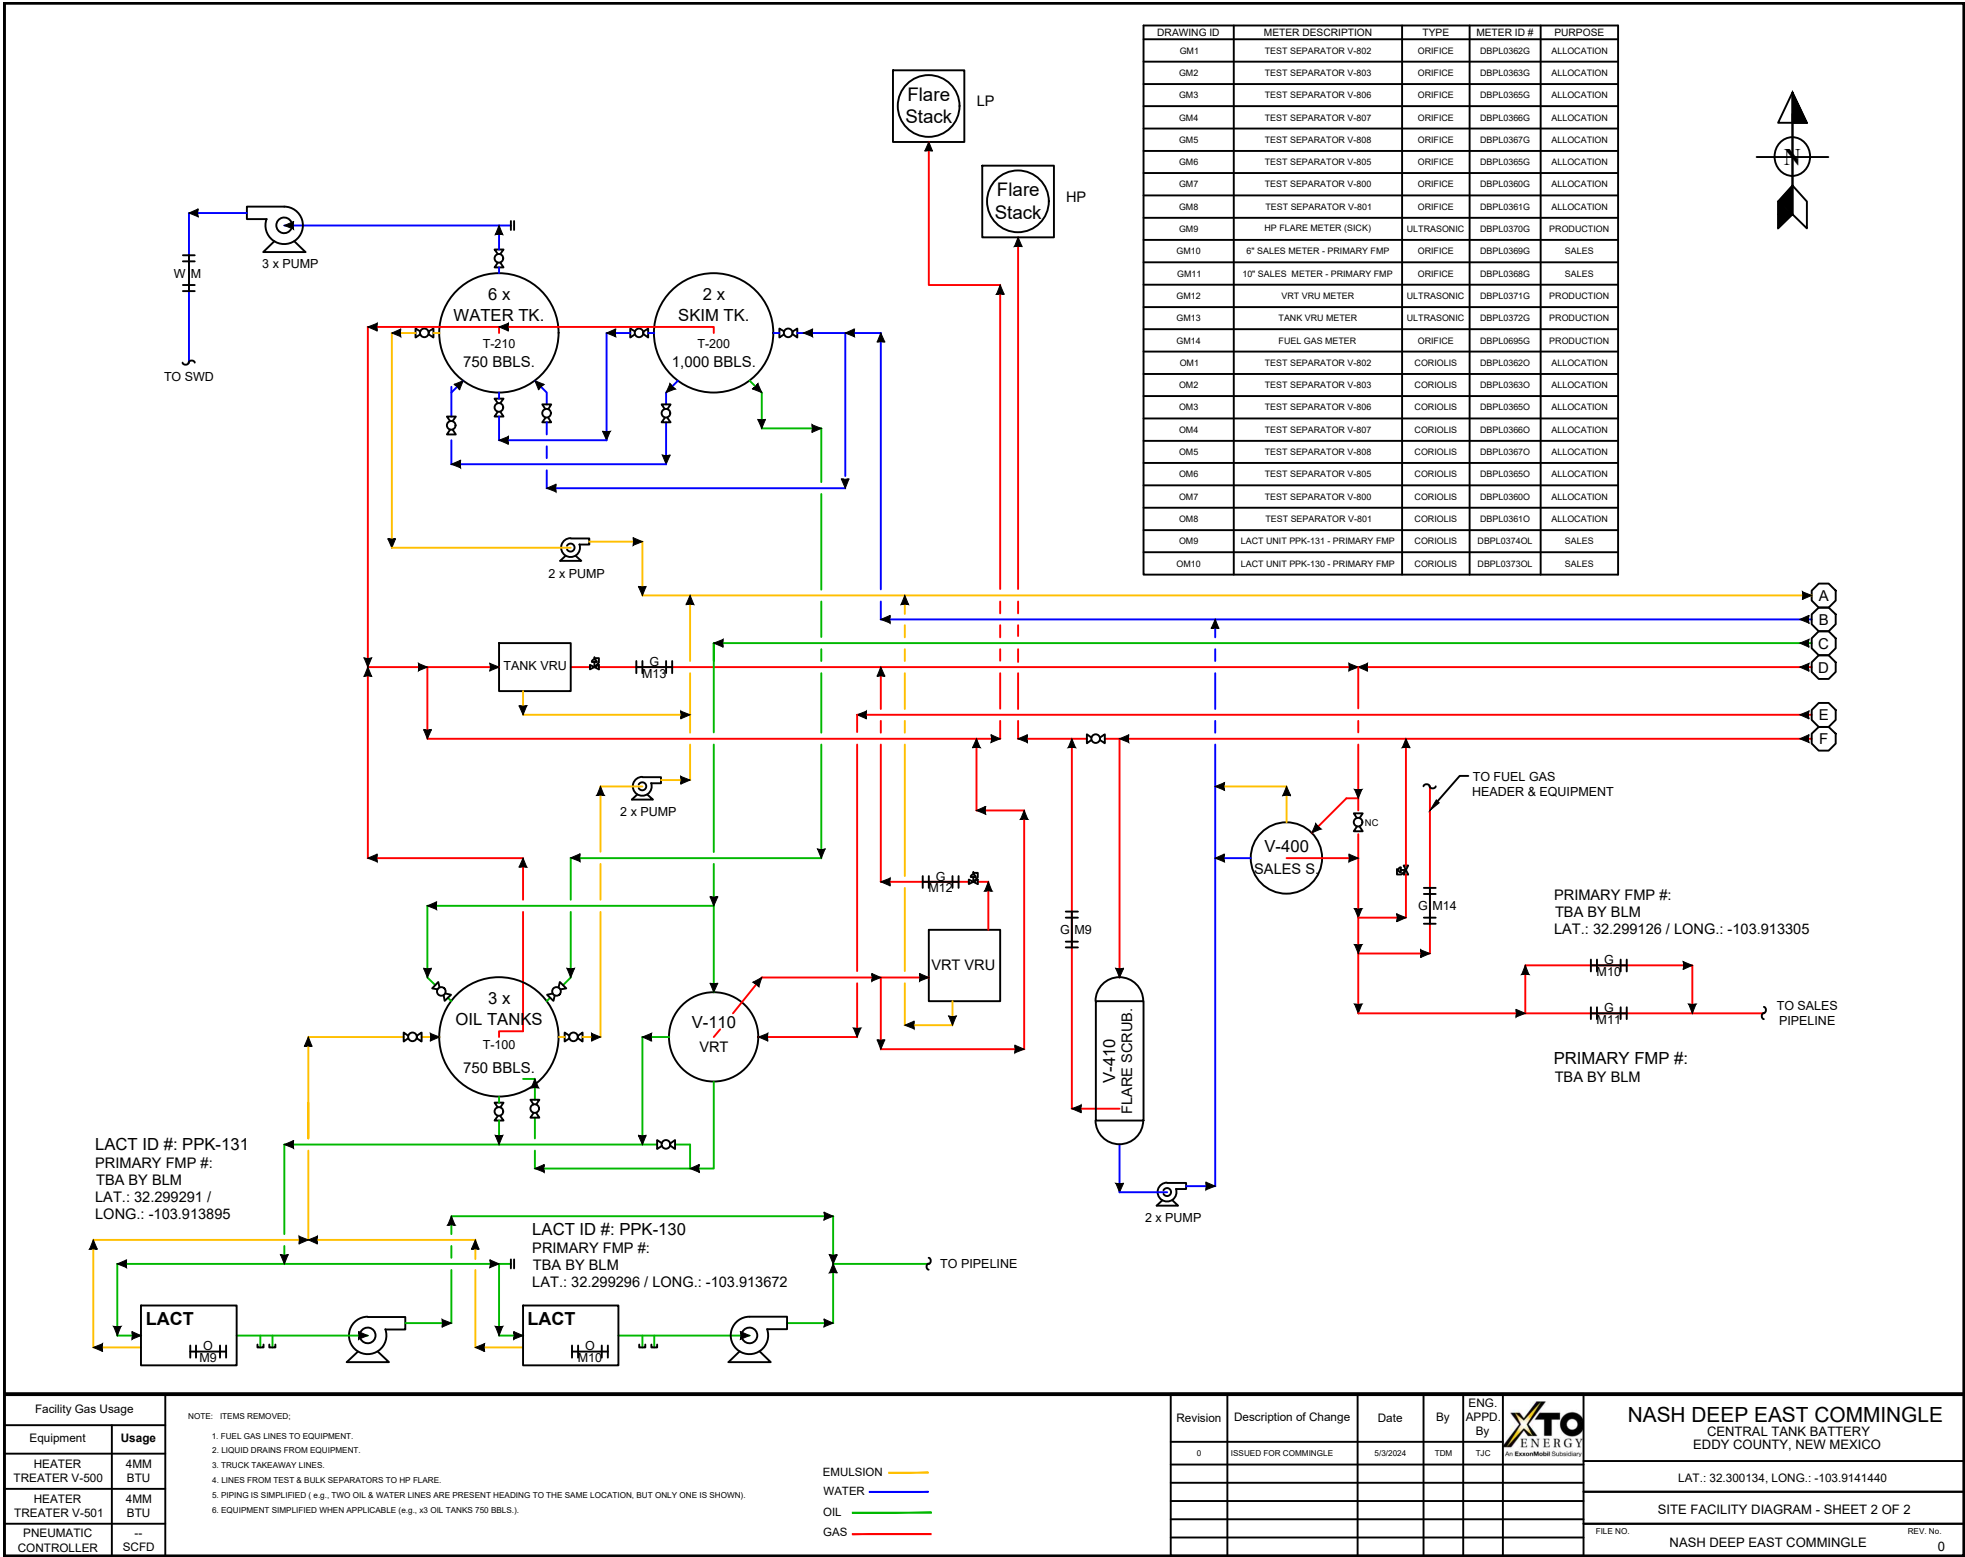 DRAWING ID METER DESCRIPTION TYPE METER ID # PURPOSE
GM1 TEST SEPARATOR V-802 ORIFICE DBPL0362G ALLOCATION
GM2 TEST SEPARATOR V-803 ORIFICE DBPL0363G ALLOCATION
GM3 TEST SEPARATOR V-806 ORIFICE DBPL0365G ALLOCATION
GM4 TEST SEPARATOR V-807 ORIFICE DBPL0366G ALLOCATION
GM5 TEST SEPARATOR V-808 ORIFICE DBPL0367G ALLOCATION
GM6 TEST SEPARATOR V-805 ORIFICE DBPL0365G ALLOCATION
GM7 TEST SEPARATOR V-800 ORIFICE DBPL0360G ALLOCATION
GM8 TEST SEPARATOR V-801 ORIFICE DBPL0361G ALLOCATION
GM9 HP FLARE METER (SICK) ULTRASONIC DBPL0370G PRODUCTION
GM10 6" SALES METER - PRIMARY FMP ORIFICE DBPL0369G SALES
GM11 10" SALES METER - PRIMARY FMP ORIFICE DBPL0368G SALES
GM12 VRT VRU METER ULTRASONIC DBPL0371G PRODUCTION
GM13 TANK VRU METER ULTRASONIC DBPL0372G PRODUCTION
GM14 FUEL GAS METER ORIFICE DBPL0695G PRODUCTION
OM1 TEST SEPARATOR V-802 CORIOLIS DBPL0362O ALLOCATION
OM2 TEST SEPARATOR V-803 CORIOLIS DBPL0363O ALLOCATION
OM3 TEST SEPARATOR V-806 CORIOLIS DBPL0365O ALLOCATION
OM4 TEST SEPARATOR V-807 CORIOLIS DBPL0366O ALLOCATION
OM5 TEST SEPARATOR V-808 CORIOLIS DBPL0367O ALLOCATION
OM6 TEST SEPARATOR V-805 CORIOLIS DBPL0365O ALLOCATION
OM7 TEST SEPARATOR V-800 CORIOLIS DBPL0360O ALLOCATION
OM8 TEST SEPARATOR V-801 CORIOLIS DBPL0361O ALLOCATION
OM9 LACT UNIT PPK-131 - PRIMARY FMP CORIOLIS DBPL0374OL SALES
OM10 LACT UNIT PPK-130 - PRIMARY FMP CORIOLIS DBPL0373OL SALES
N
Flare
Stack
LP
Flare
Stack
HP
3 x PUMP
W M
TO SWD
6 x
WATER TK.
T-210
750 BBLS.
2 x
SKIM TK.
T-200
1,000 BBLS.
2 x PUMP
A
B
C
D
E
F
TANK VRU
G
M13
2 x PUMP
TO FUEL GAS
HEADER & EQUIPMENT
NC
V-400
SALES S.
G M14
G
M12
G M9
VRT VRU
PRIMARY FMP #:
TBA BY BLM
LAT.: 32.299126 / LONG.: -103.913305
G
M10
G
M11
TO SALES
PIPELINE
PRIMARY FMP #:
TBA BY BLM
3 x
OIL TANKS
T-100
750 BBLS.
V-110
VRT
V-410
FLARE SCRUB.
2 x PUMP
LACT ID #: PPK-131
PRIMARY FMP #:
TBA BY BLM
LAT.: 32.299291 /
LONG.: -103.913895
LACT ID #: PPK-130
PRIMARY FMP #:
TBA BY BLM
LAT.: 32.299296 / LONG.: -103.913672
TO PIPELINE
LACT
O
M9
LACT
O
M10
Facility Gas Usage
Equipment Usage
HEATER
TREATER V-500
4MM
BTU
HEATER
TREATER V-501
4MM
BTU
PNEUMATIC
CONTROLLER
--
SCFD
NOTE: ITEMS REMOVED;
1. FUEL GAS LINES TO EQUIPMENT.
2. LIQUID DRAINS FROM EQUIPMENT.
3. TRUCK TAKEAWAY LINES.
4. LINES FROM TEST & BULK SEPARATORS TO HP FLARE.
5. PIPING IS SIMPLIFIED ( e.g., TWO OIL & WATER LINES ARE PRESENT HEADING TO THE SAME LOCATION, BUT ONLY ONE IS SHOWN).
6. EQUIPMENT SIMPLIFIED WHEN APPLICABLE (e.g., x3 OIL TANKS 750 BBLS.).
EMULSION
WATER
OIL
GAS
Revision Description of Change Date By ENG. APPD. By
0 ISSUED FOR COMMINGLE 5/3/2024 TDM TJC
XTO
ENERGY
An ExxonMobil Subsidiary
NASH DEEP EAST COMMINGLE
CENTRAL TANK BATTERY
EDDY COUNTY, NEW MEXICO
LAT.: 32.300134, LONG.: -103.9141440
SITE FACILITY DIAGRAM - SHEET 2 OF 2
FILE NO. REV. No.
NASH DEEP EAST COMMINGLE 0